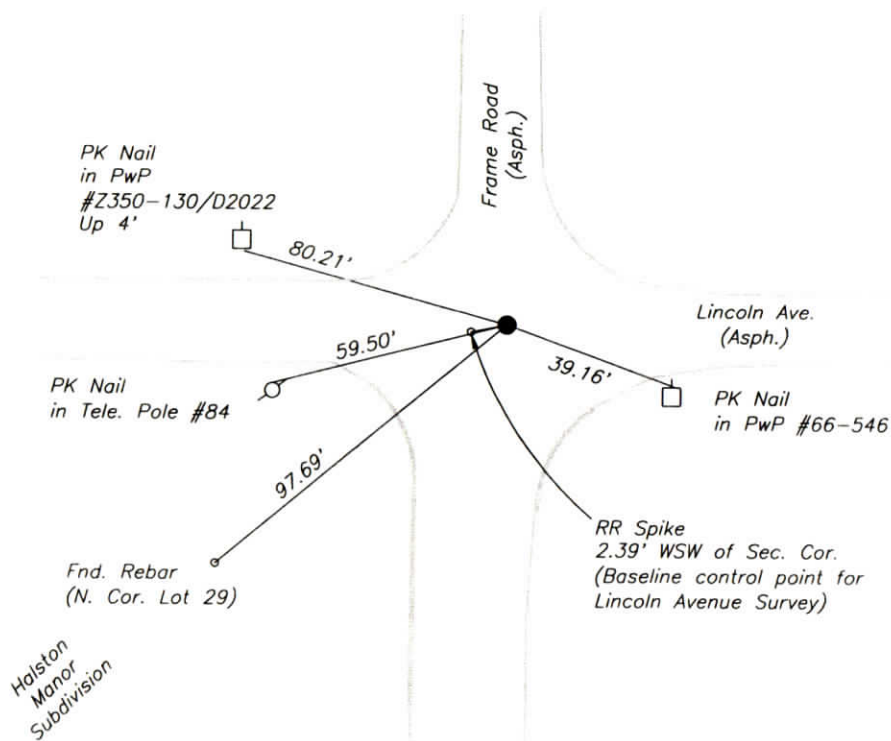 Frame Road
(Asph.)
PK Nail
in PwP
#Z350-130/D2022
Up 4'
80.21'
Lincoln Ave.
(Asph.)
59.50'
39.16'
PK Nail
in Tele. Pole #84
PK Nail
in PwP #66-546
97.69'
RR Spike
2.39' WSW of Sec. Cor.
(Baseline control point for
Lincoln Avenue Survey)
Fnd. Rebar
(N. Cor. Lot 29)
Halston
Manor
Subdivision